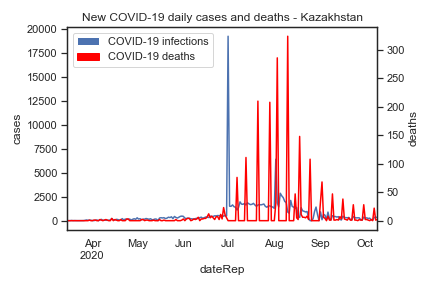 New COVID-19 daily cases and deaths - Kazakhstan
COVID-19 infections
COVID-19 deaths
20000
17500
15000
12500
10000
7500
5000
2500
0
cases
300
250
200
150
100
50
0
deaths
Apr May Jun Jul Aug Sep Oct
2020
dateRep